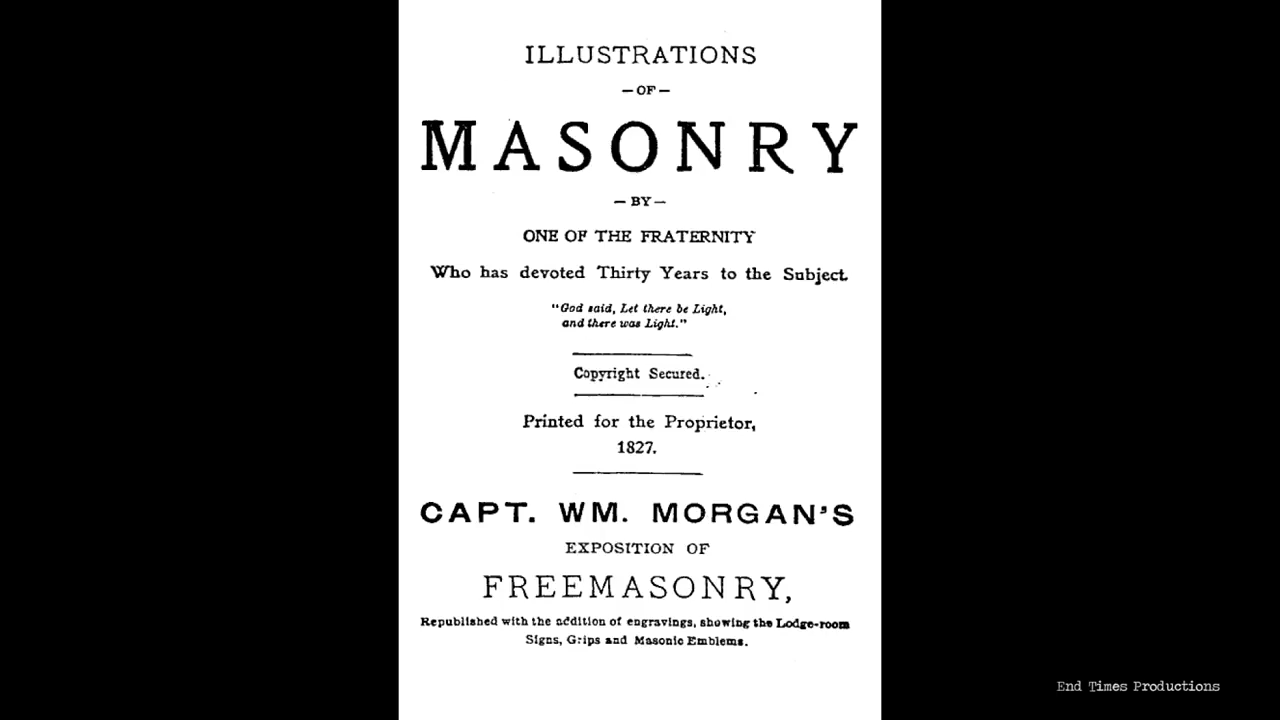 ILLUSTRATIONS
—OF—
MASONRY
—BY—
ONE OF THE FRATERNITY
Who has devoted Thirty Years to the Subject.
"God said, Let there be Light,
and there was Light."
Copyright Secured.
Printed for the Proprietor,
1827.
CAPT. WM. MORGAN'S
EXPOSITION OF
FREEMASONRY,
Republished with the addition of engravings, showing the Lodge-room
Signs, Grips and Masonic Emblems.
End Times Productions